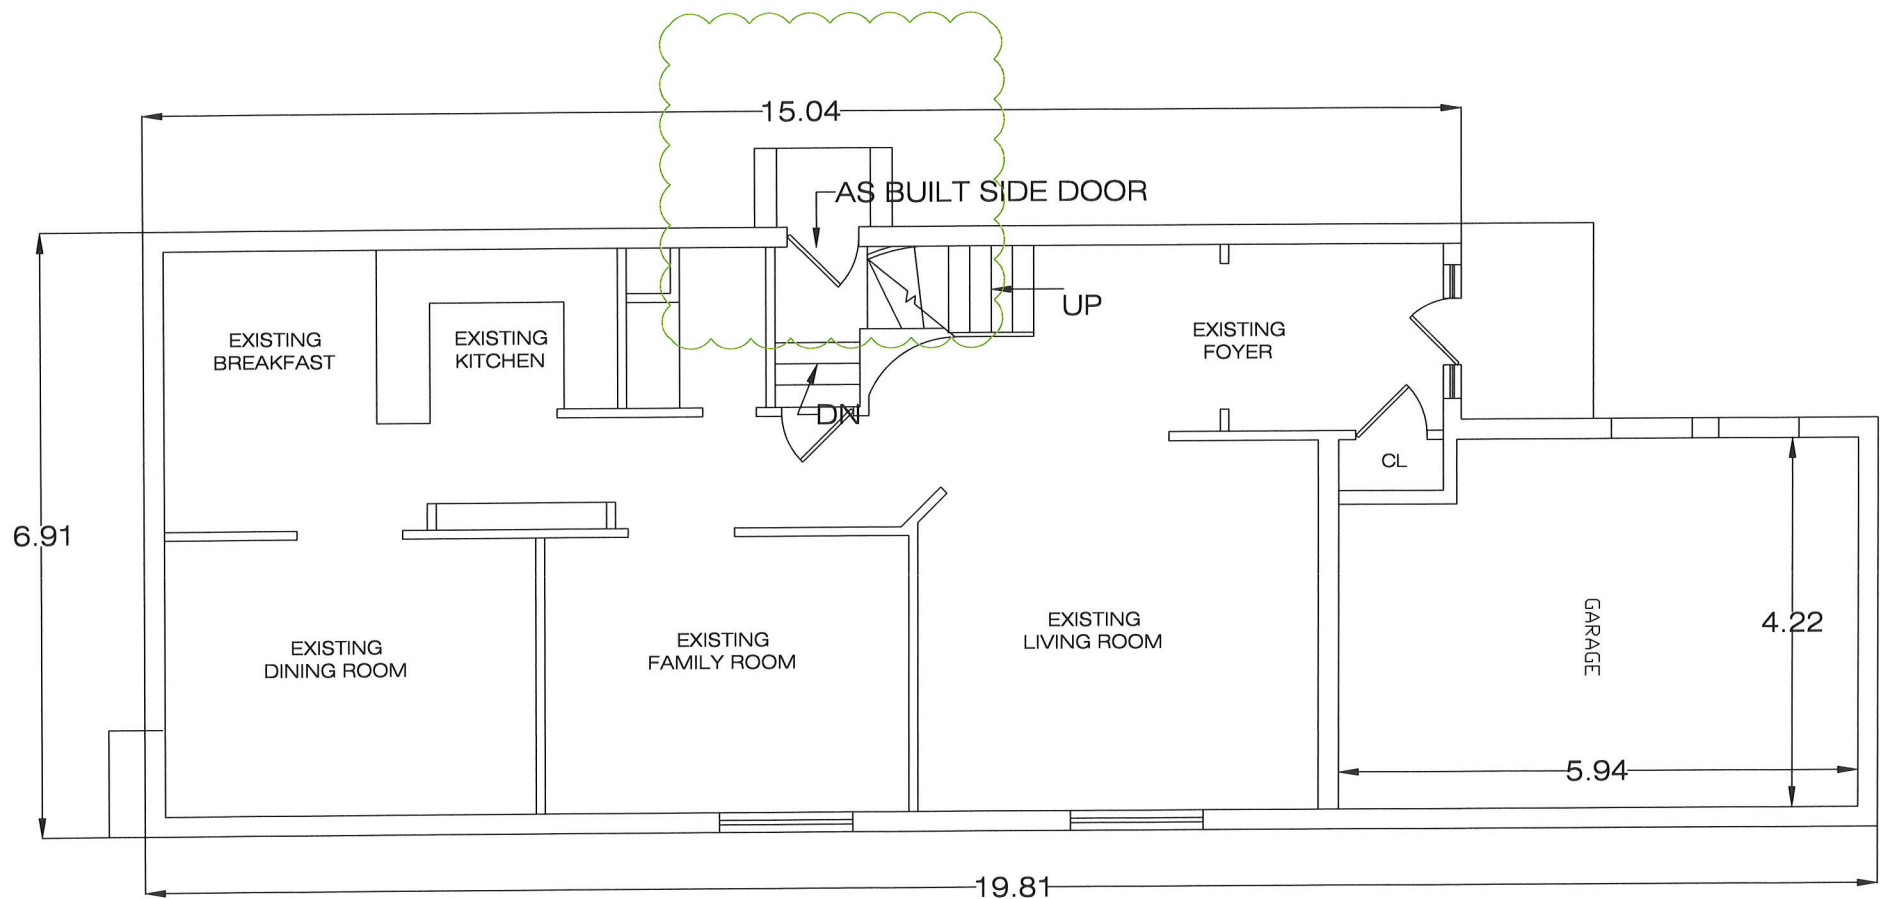 15.04
AS BUILT SIDE DOOR
UP
EXISTING
BREAKFAST
EXISTING
KITCHEN
EXISTING
FOYER
DN
CL
6.91
EXISTING
DINING ROOM
EXISTING
FAMILY ROOM
EXISTING
LIVING ROOM
GARAGE
4.22
5.94
19.81